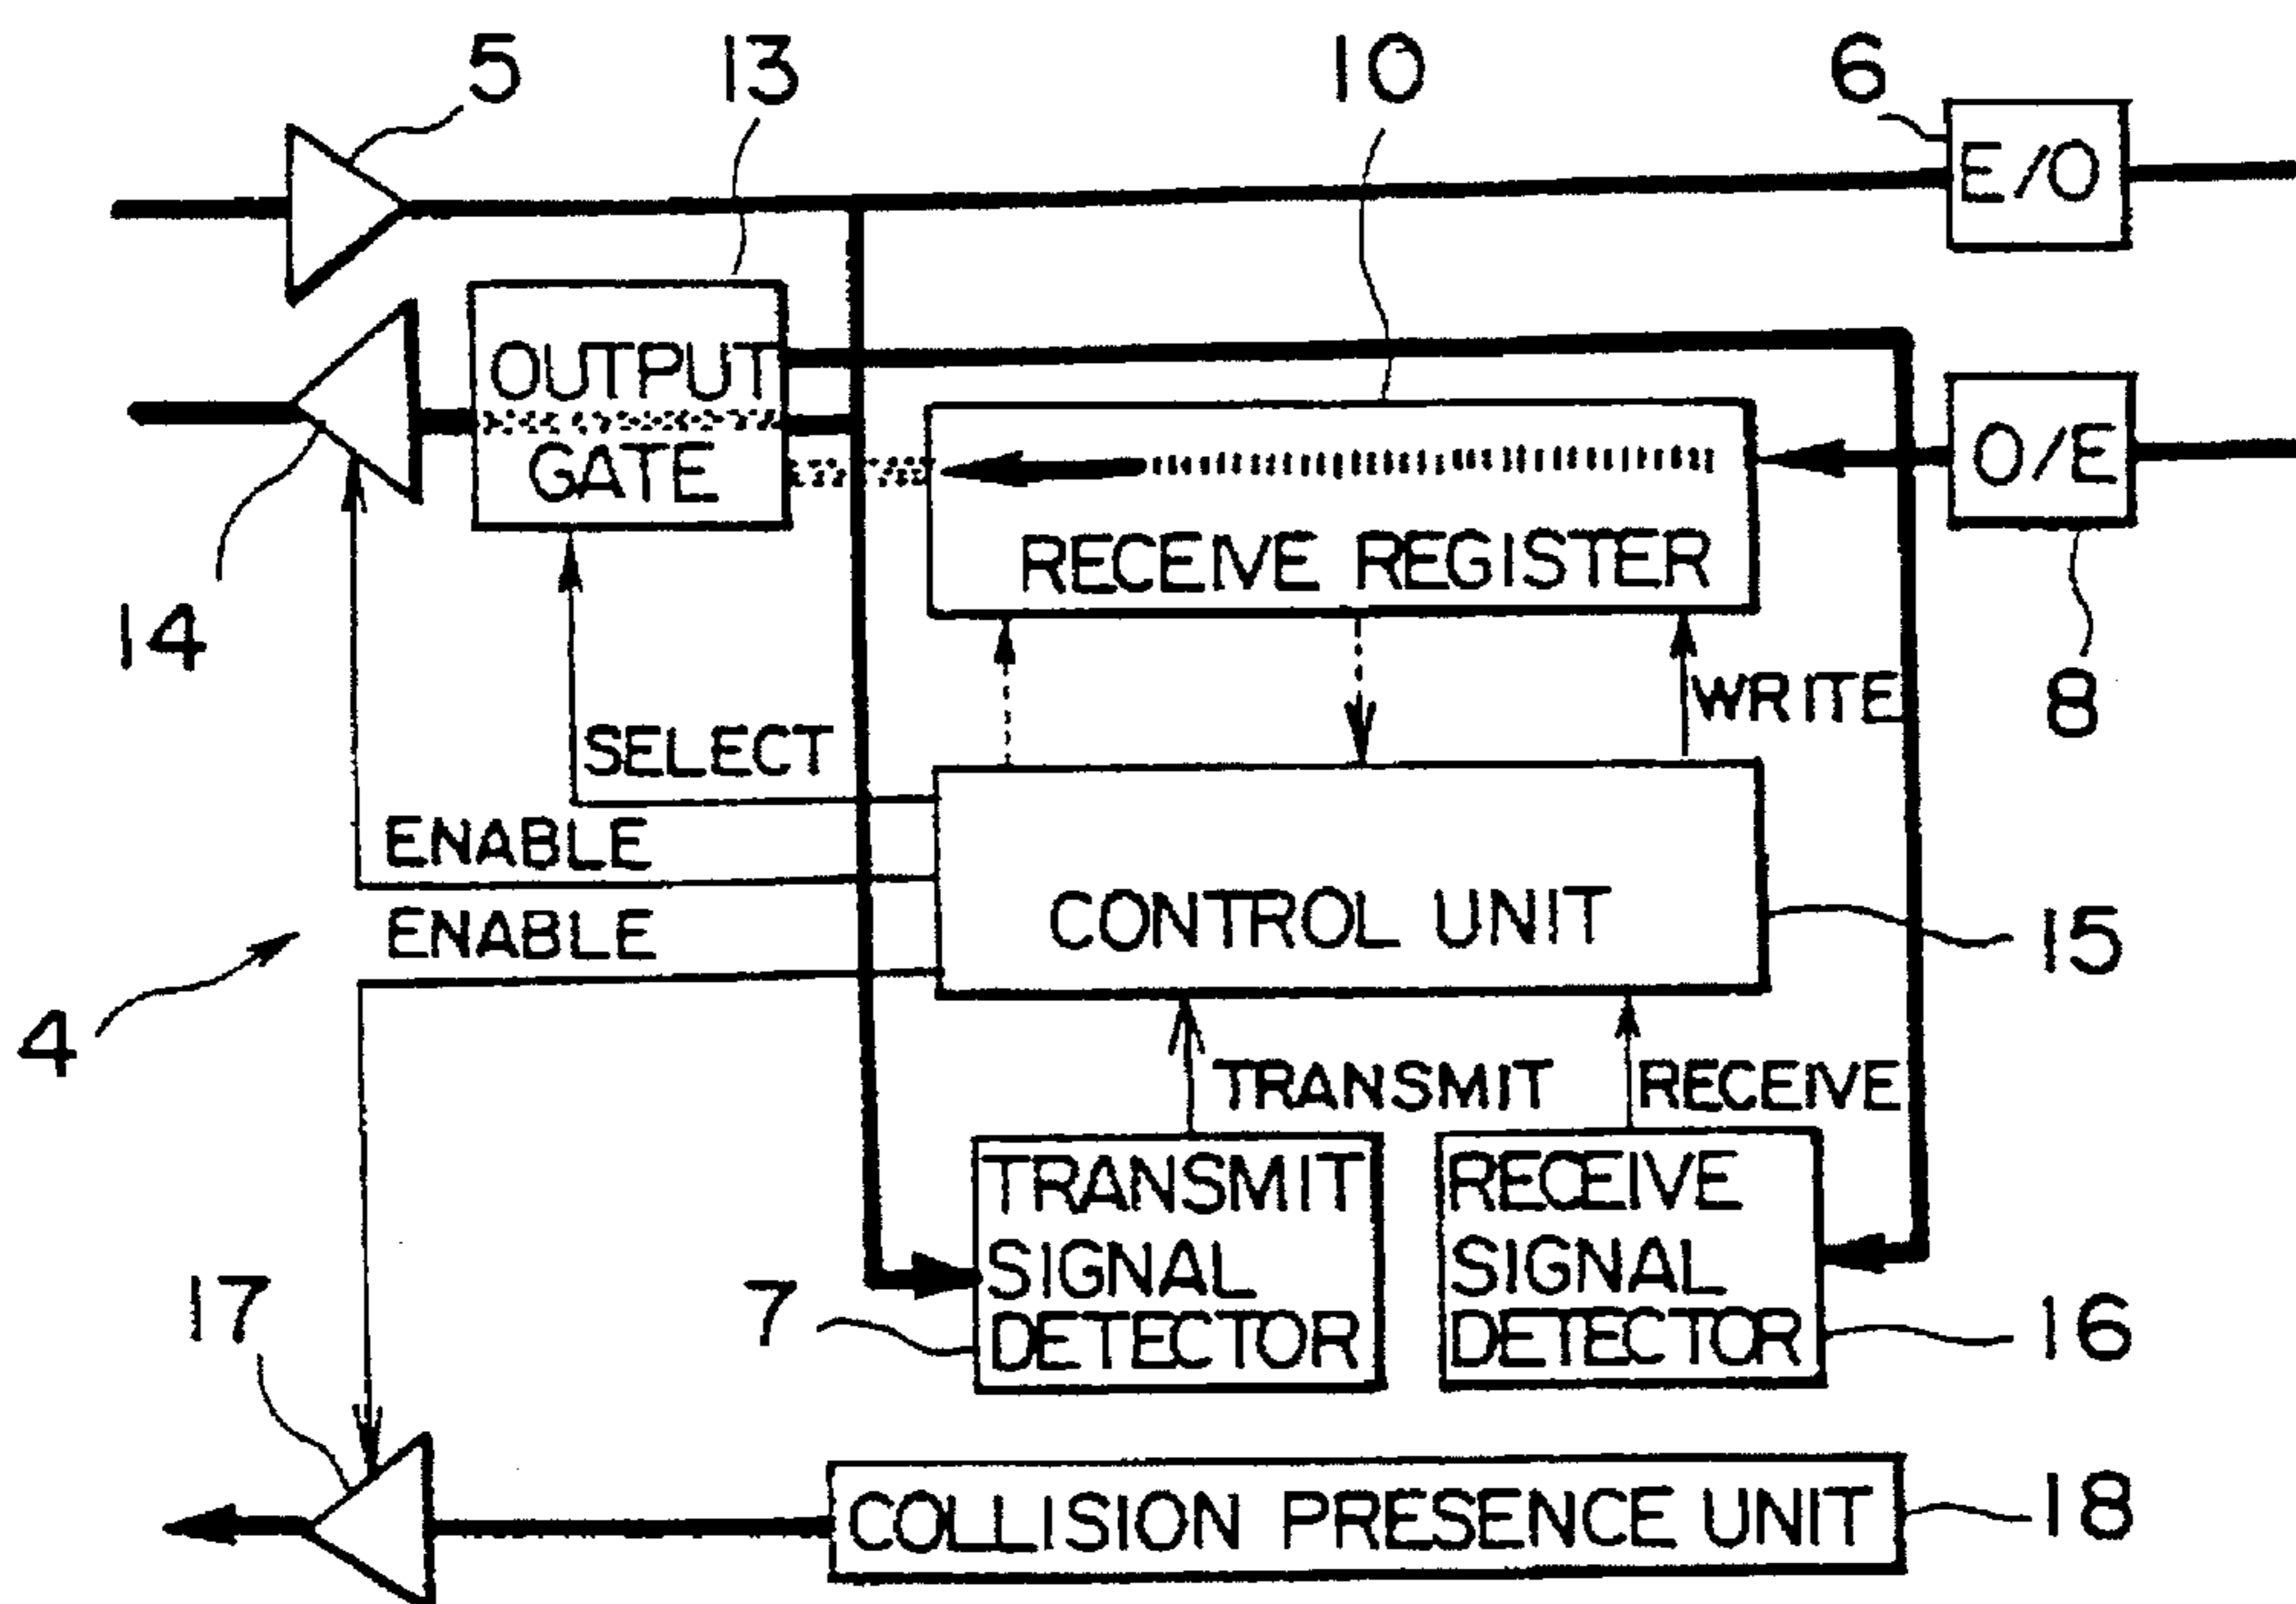 5
13
10
6
E/O
OUTPUT
GATE
O/E
RECEIVE REGISTER
14
8
WRITE
SELECT
ENABLE
CONTROL UNIT
ENABLE
15
4
TRANSMIT
RECEIVE
TRANSMIT
SIGNAL
DETECTOR
RECEIVE
SIGNAL
DETECTOR
17
7
16
COLLISION PRESENCE UNIT
18